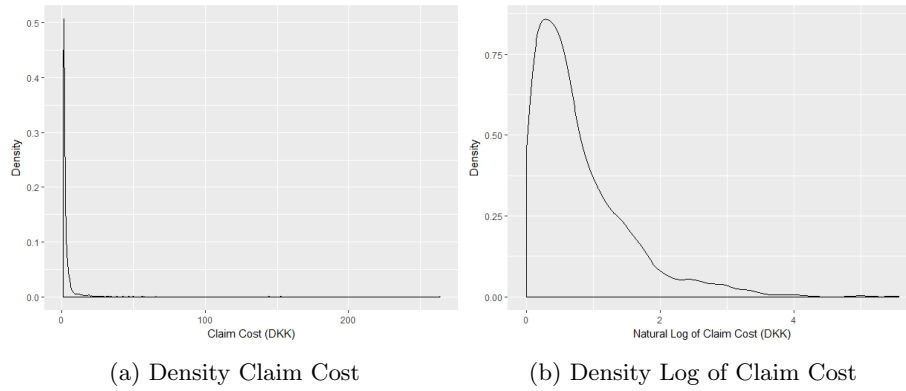 0.5
0.4
0.3
0.2
0.1
0.0
Density
0
100
200
Claim Cost (DKK)
(a) Density Claim Cost
0.75
0.50
0.25
0.00
Density
0
2
4
Natural Log of Claim Cost (DKK)
(b) Density Log of Claim Cost